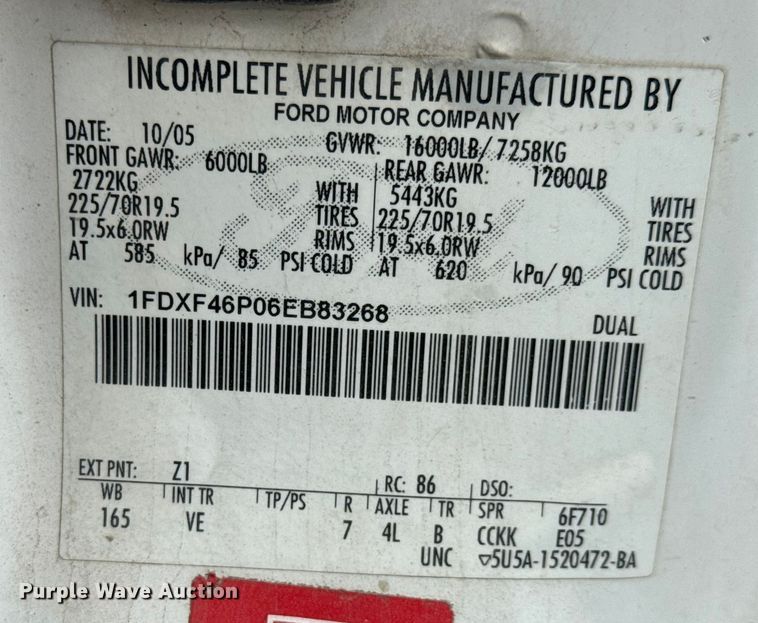 INCOMPLETE VEHICLE MANUFACTURED BY
FORD MOTOR COMPANY
DATE: 10/05 GVWR: 16000LB/ 7258KG
FRONT GAWR: 6000LB REAR GAWR: 12000LB
2722KG WITH 5443KG WITH
225/70R19.5 TIRES 225/70R19.5 TIRES
19.5x6.0RW RIMS 19.5x6.0RW RIMS
AT 585 kPa/ 85 PSI COLD AT 620 kPa/ 90 PSI COLD
VIN: 1FDXF46P06EB83268 DUAL
EXT PNT: Z1 RC: 86 DSO:
WB INT TR TP/PS R AXLE TR SPR 6F710
165 VE 7 4L B CCKK E05
UNC ▽5U5A-1520472-BA
Purple Wave Auction